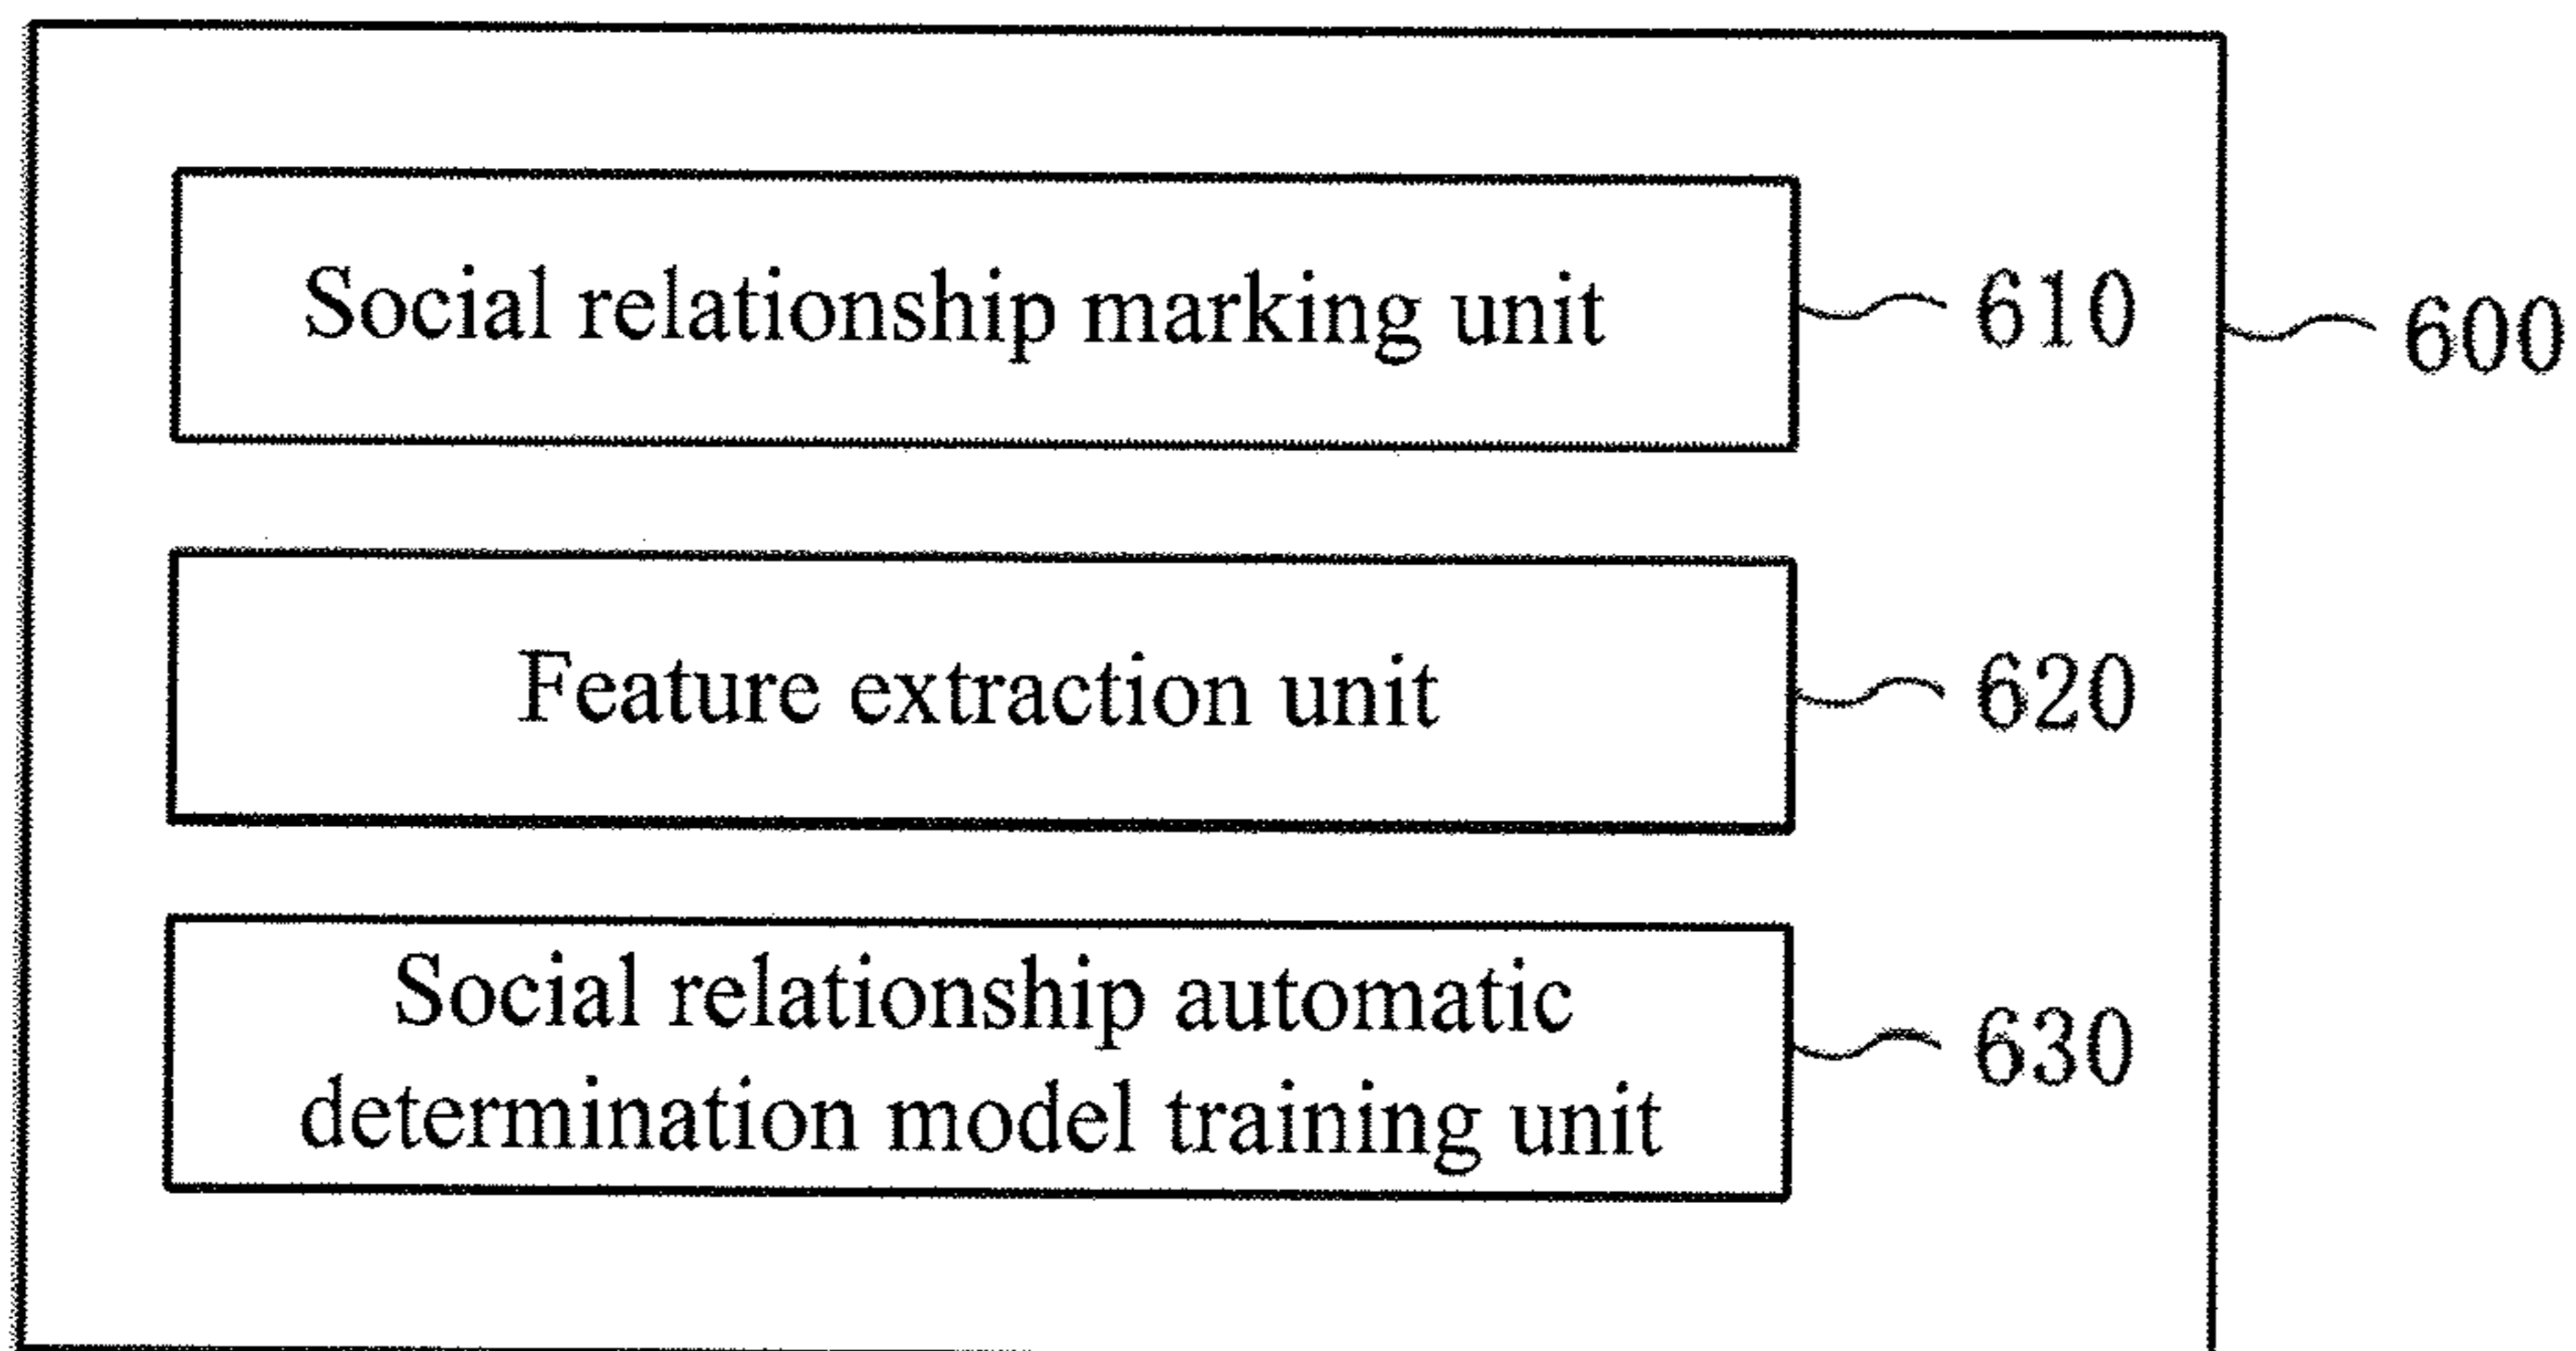 Social relationship marking unit
610
600
Feature extraction unit
620
Social relationship automatic
determination model training unit
630